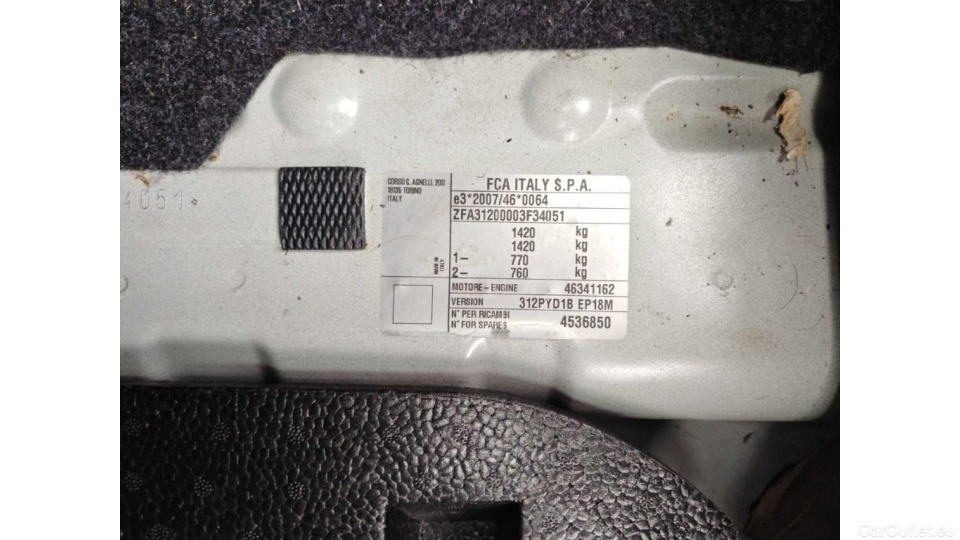 4051*
CORSO G. AGNELLI, 200
10135 TORINO
ITALY
MADE IN
ITALY
FCA ITALY S.P.A.
e3*2007/46*0064
ZFA31200003F34051
1420 kg
1420 kg
1- 770 kg
2- 760 kg
MOTORE-ENGINE 46341162
VERSION 312PYD1B EP18M
N° PER RICAMBI
N° FOR SPARES 4536850
CarOutlet.eu